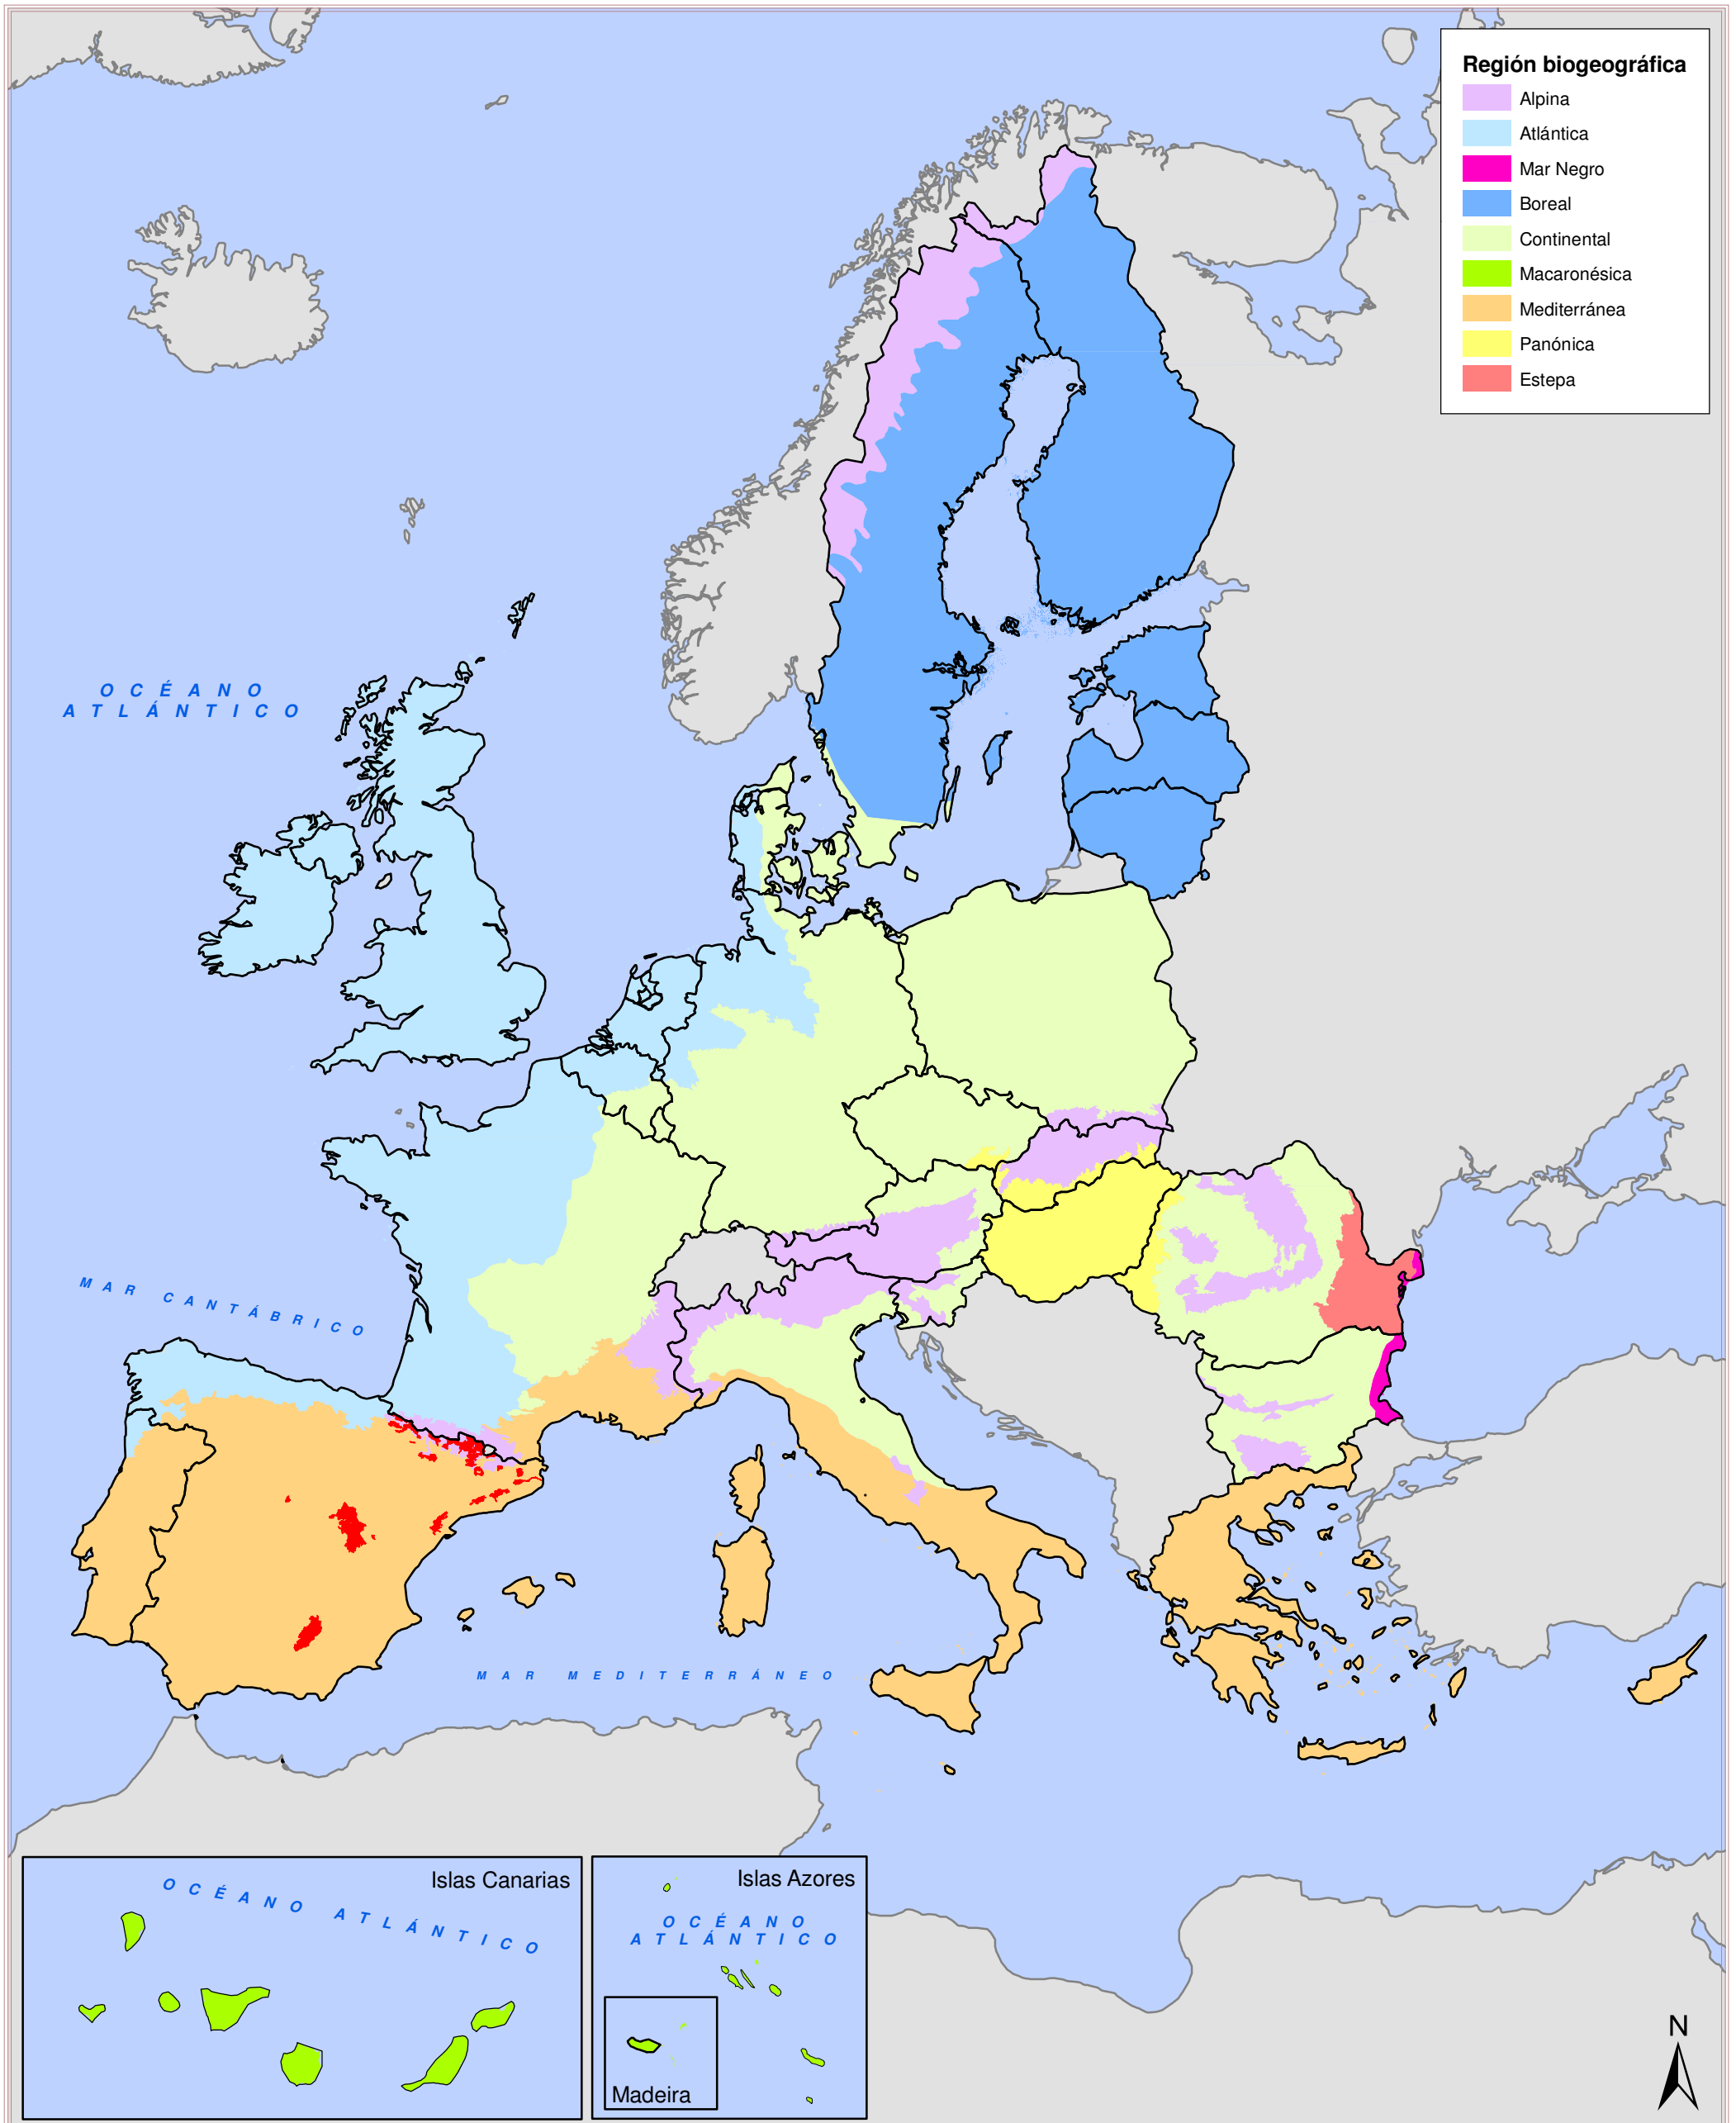 Región biogeográfica
Alpina
Atlántica
Mar Negro
Boreal
Continental
Macaronésica
Mediterránea
Panónica
Estepa
OCÉANO
ATLÁNTICO
MAR CANTÁBRICO
MAR MEDITERRÁNEO
Islas Canarias
OCÉANO ATLÁNTICO
Islas Azores
OCÉANO
ATLÁNTICO
Madeira
N